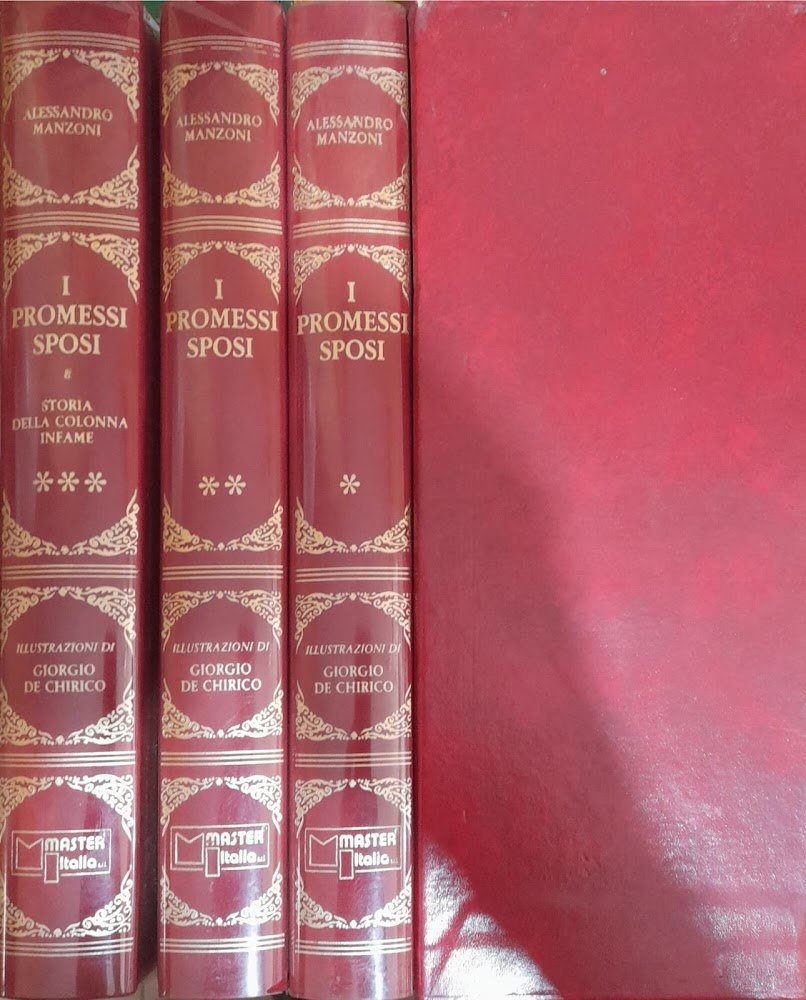 ALESSANDRO
MANZONI
I
PROMESSI
SPOSI
&
STORIA
DELLA COLONNA
INFAME
***
ILLUSTRAZIONI DI
GIORGIO
DE CHIRICO
MASTER
Italia s.r.l.
ALESSANDRO
MANZONI
I
PROMESSI
SPOSI
**
ILLUSTRAZIONI DI
GIORGIO
DE CHIRICO
MASTER
Italia s.r.l.
ALESSANDRO
MANZONI
I
PROMESSI
SPOSI
*
ILLUSTRAZIONI DI
GIORGIO
DE CHIRICO
MASTER
Italia s.r.l.